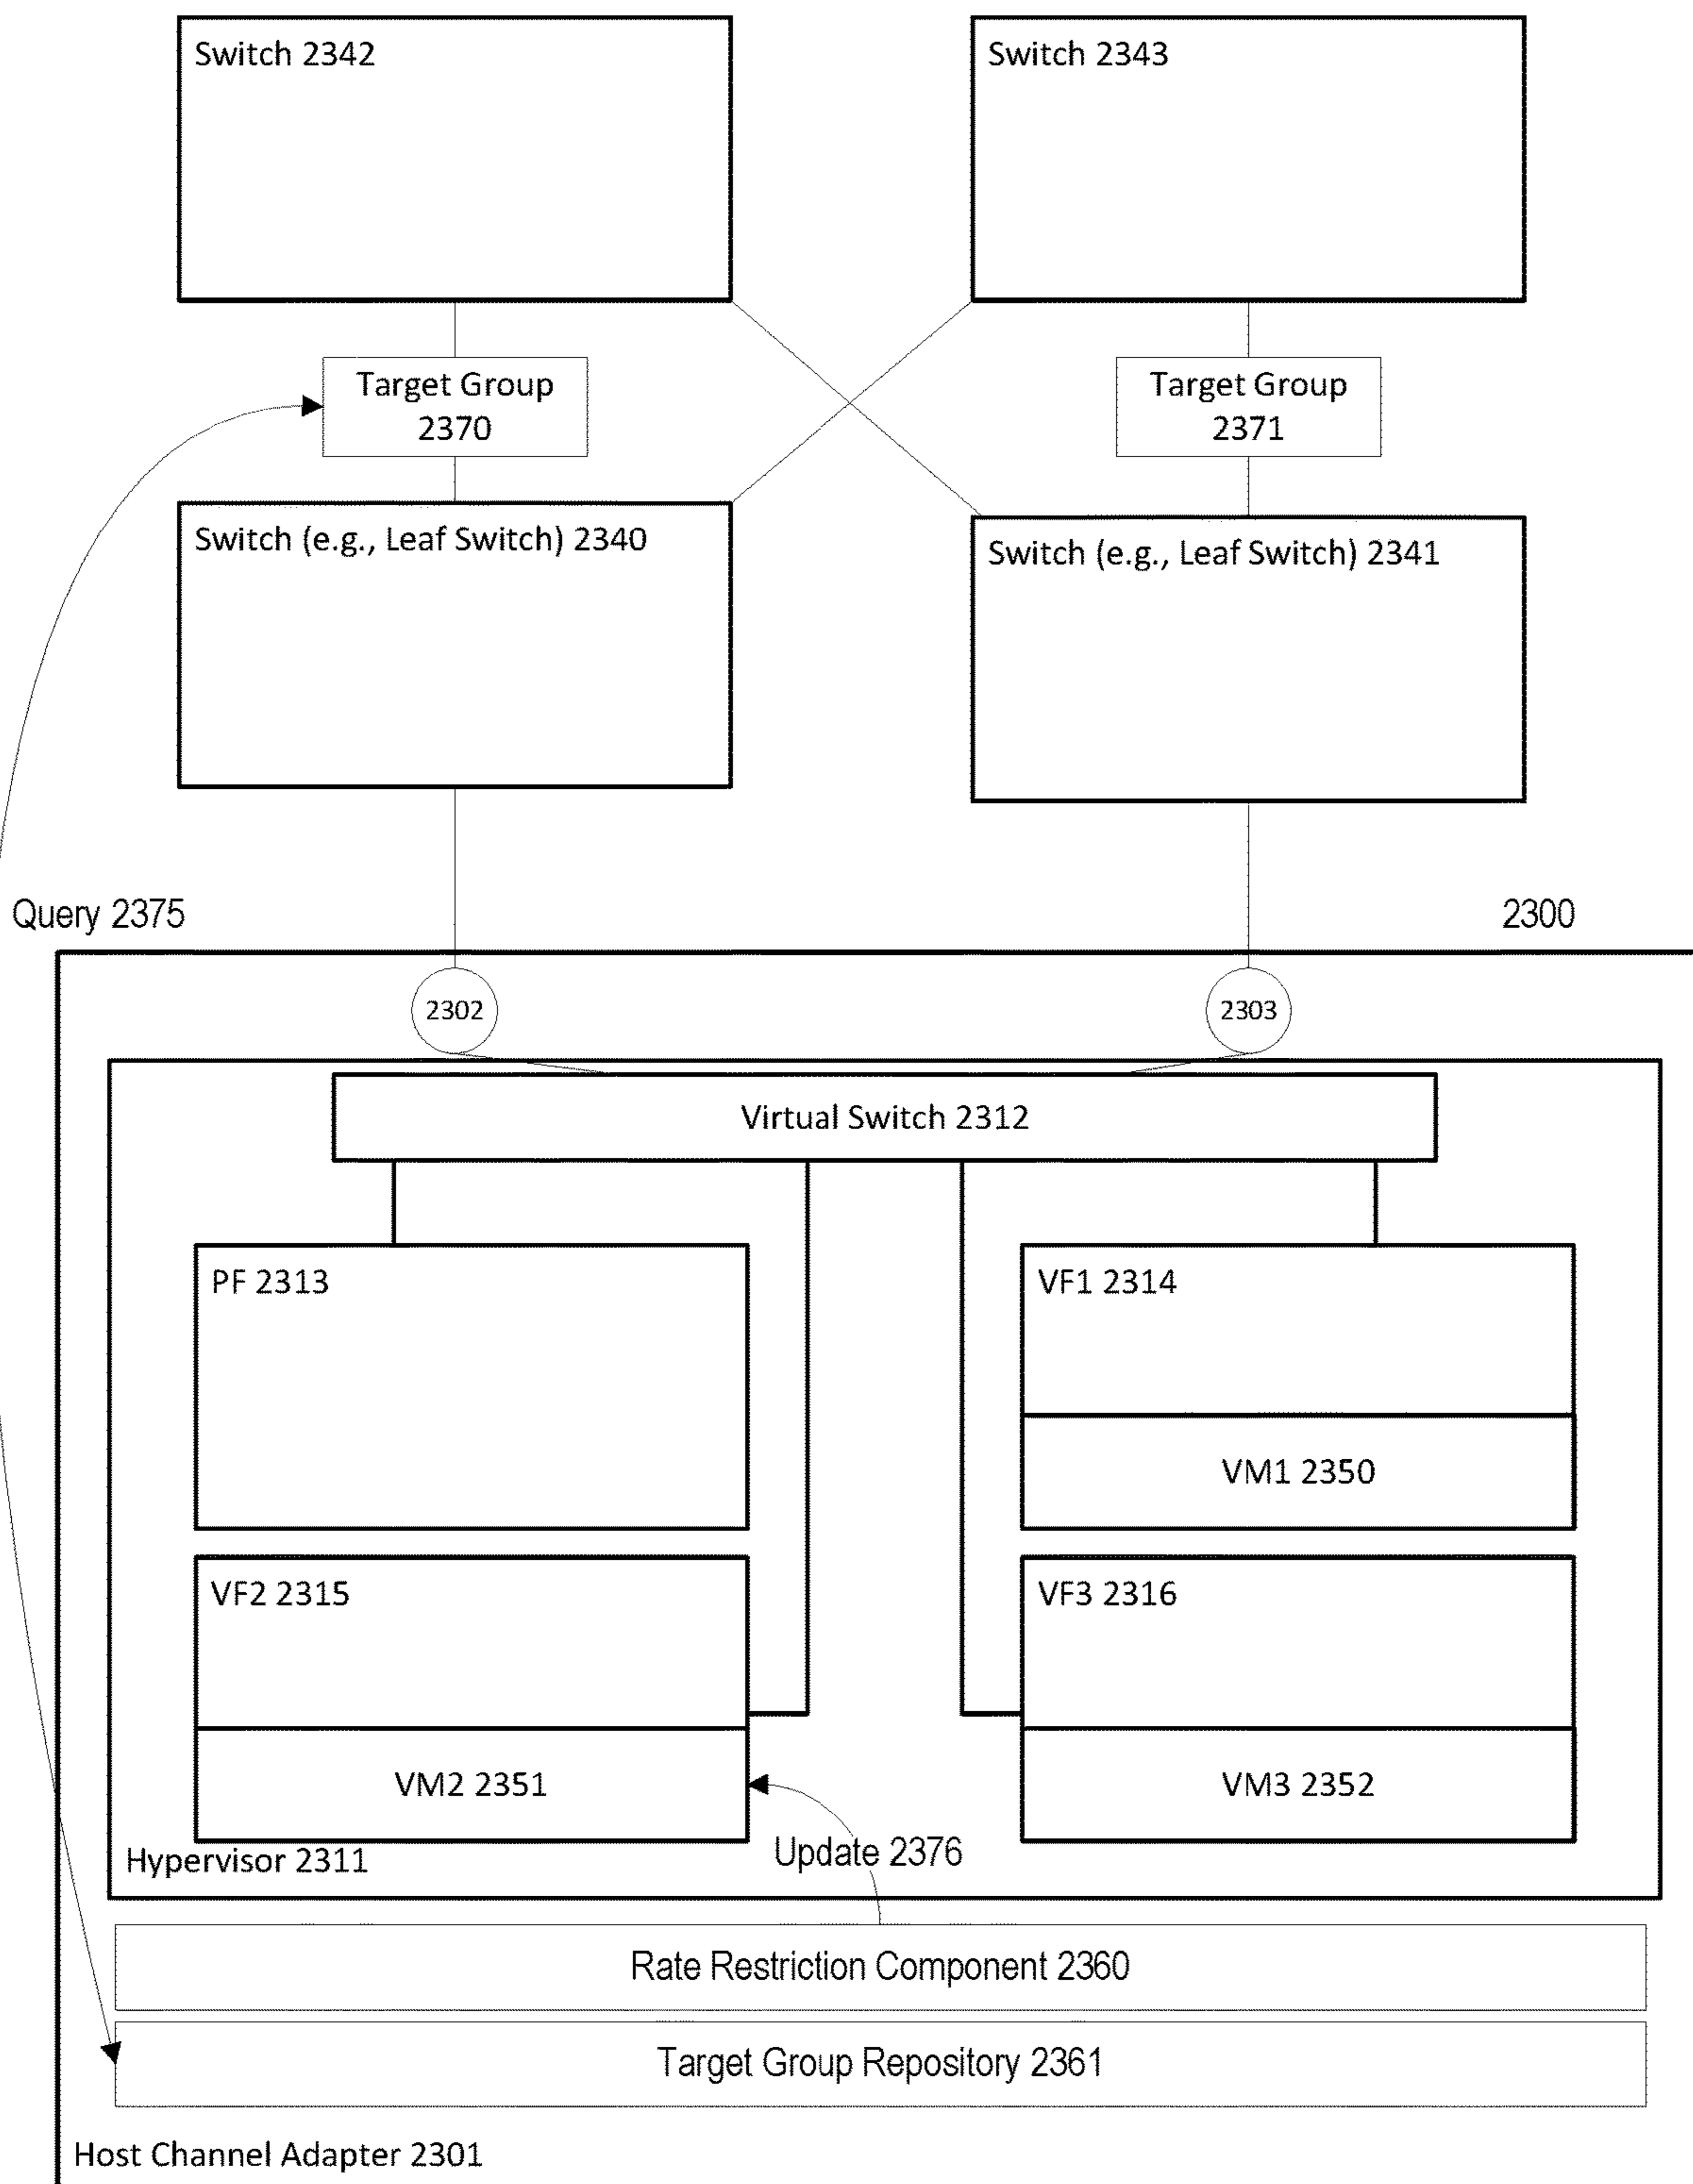 Switch 2342
Switch 2343
Target Group
2370
Target Group
2371
Switch (e.g., Leaf Switch) 2340
Switch (e.g., Leaf Switch) 2341
Query 2375
2300
2302
2303
Virtual Switch 2312
PF 2313
VF1 2314
VM1 2350
VF2 2315
VF3 2316
VM2 2351
VM3 2352
Update 2376
Hypervisor 2311
Rate Restriction Component 2360
Target Group Repository 2361
Host Channel Adapter 2301